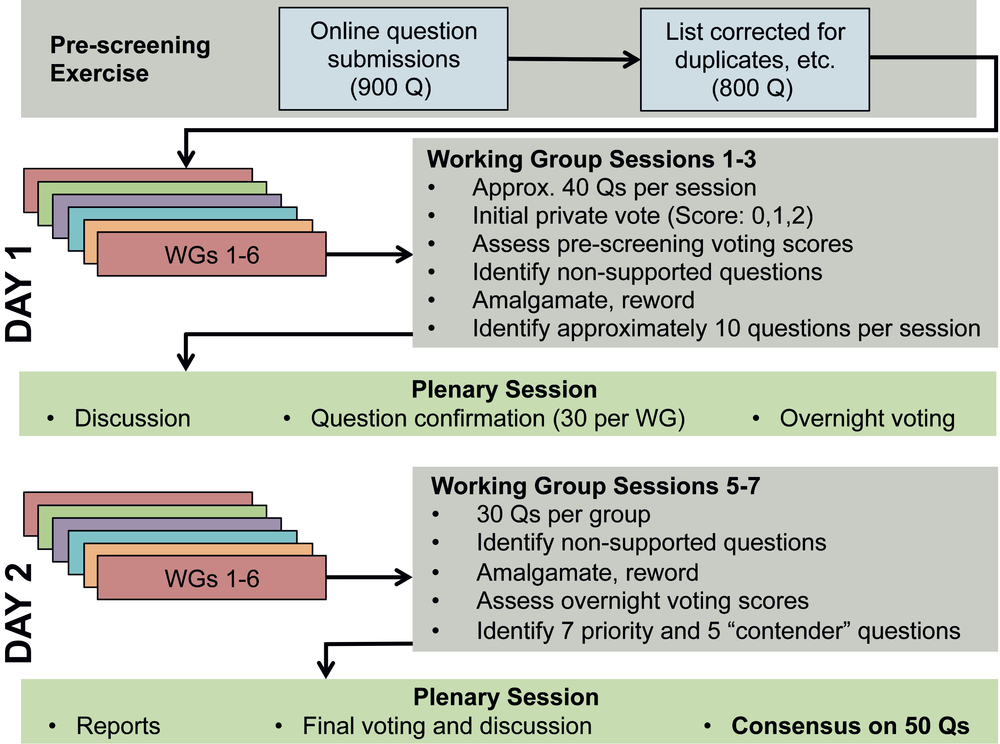 Pre-screening
Exercise
Online question
submissions
(900 Q)
List corrected for
duplicates, etc.
(800 Q)
DAY 1
WGs 1-6
Working Group Sessions 1-3
• Approx. 40 Qs per session
• Initial private vote (Score: 0,1,2)
• Assess pre-screening voting scores
• Identify non-supported questions
• Amalgamate, reword
• Identify approximately 10 questions per session
Plenary Session
• Discussion • Question confirmation (30 per WG) • Overnight voting
DAY 2
WGs 1-6
Working Group Sessions 5-7
• 30 Qs per group
• Identify non-supported questions
• Amalgamate, reword
• Assess overnight voting scores
• Identify 7 priority and 5 “contender” questions
Plenary Session
• Reports • Final voting and discussion • Consensus on 50 Qs